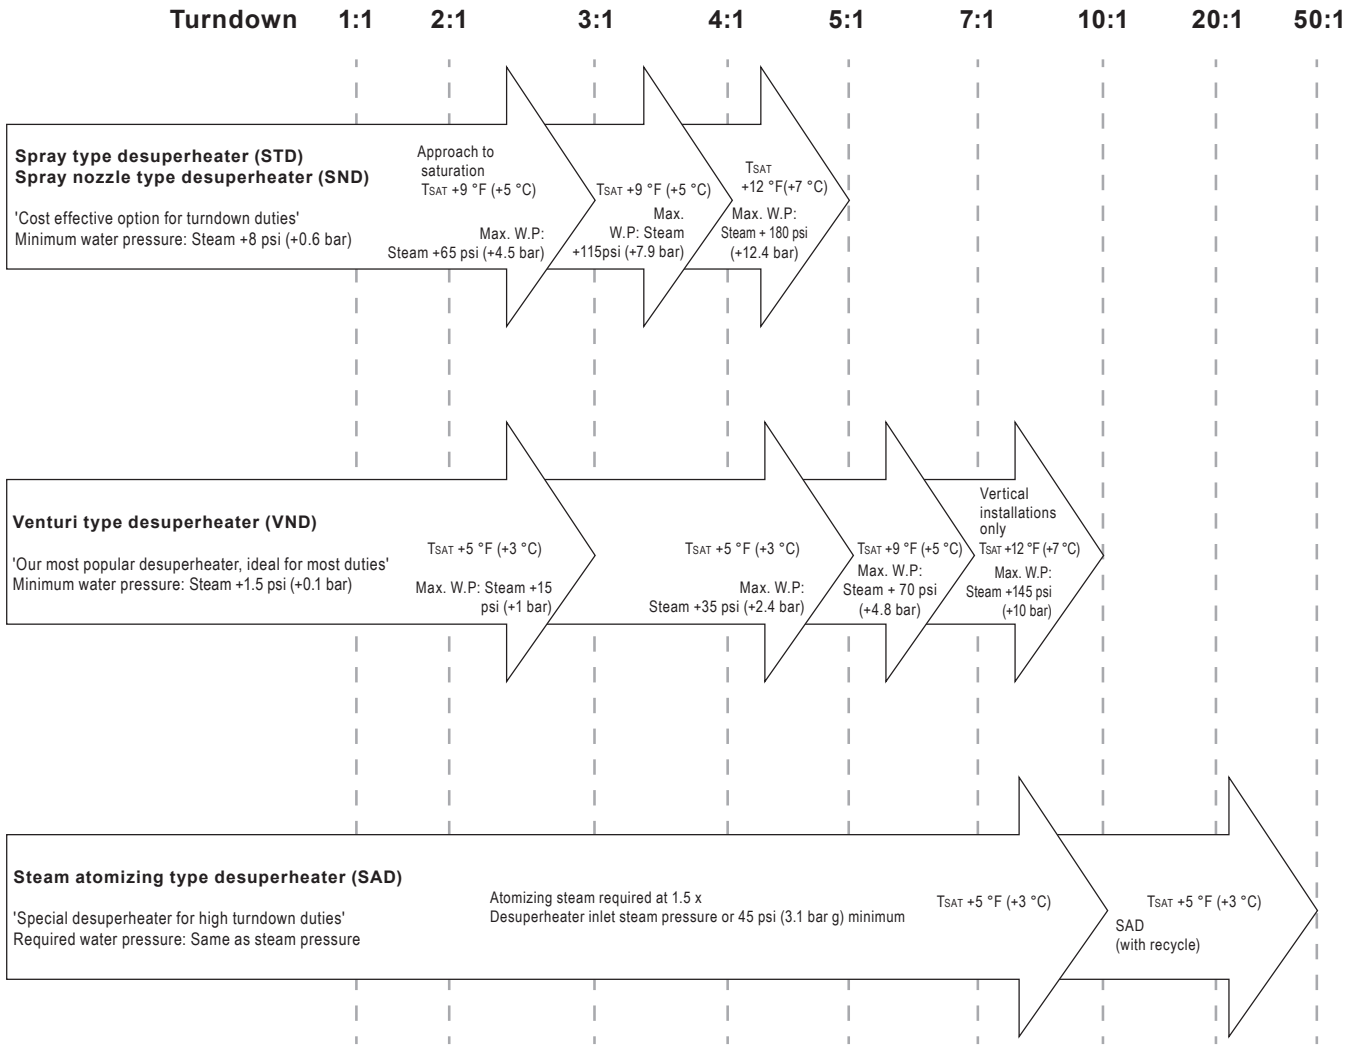 Turndown 1:1 2:1 3:1 4:1 5:1 7:1 10:1 20:1 50:1
Spray type desuperheater (STD)
Spray nozzle type desuperheater (SND)
'Cost effective option for turndown duties'
Minimum water pressure: Steam +8 psi (+0.6 bar)
Approach to
saturation
TSAT +9 °F (+5 °C)
Max. W.P:
Steam +65 psi (+4.5 bar)
TSAT +9 °F (+5 °C)
Max.
W.P: Steam
+115psi (+7.9 bar)
TSAT
+12 °F(+7 °C)
Max. W.P:
Steam + 180 psi
(+12.4 bar)
Venturi type desuperheater (VND)
'Our most popular desuperheater, ideal for most duties'
Minimum water pressure: Steam +1.5 psi (+0.1 bar)
TSAT +5 °F (+3 °C)
Max. W.P: Steam +15
psi (+1 bar)
TSAT +5 °F (+3 °C)
Max. W.P:
Steam +35 psi (+2.4 bar)
TSAT +9 °F (+5 °C)
Max. W.P:
Steam + 70 psi
(+4.8 bar)
Vertical
installations
only
TSAT +12 °F (+7 °C)
Max. W.P:
Steam +145 psi
(+10 bar)
Steam atomizing type desuperheater (SAD)
'Special desuperheater for high turndown duties'
Required water pressure: Same as steam pressure
Atomizing steam required at 1.5 x
Desuperheater inlet steam pressure or 45 psi (3.1 bar g) minimum
TSAT +5 °F (+3 °C)
TSAT +5 °F (+3 °C)
SAD
(with recycle)